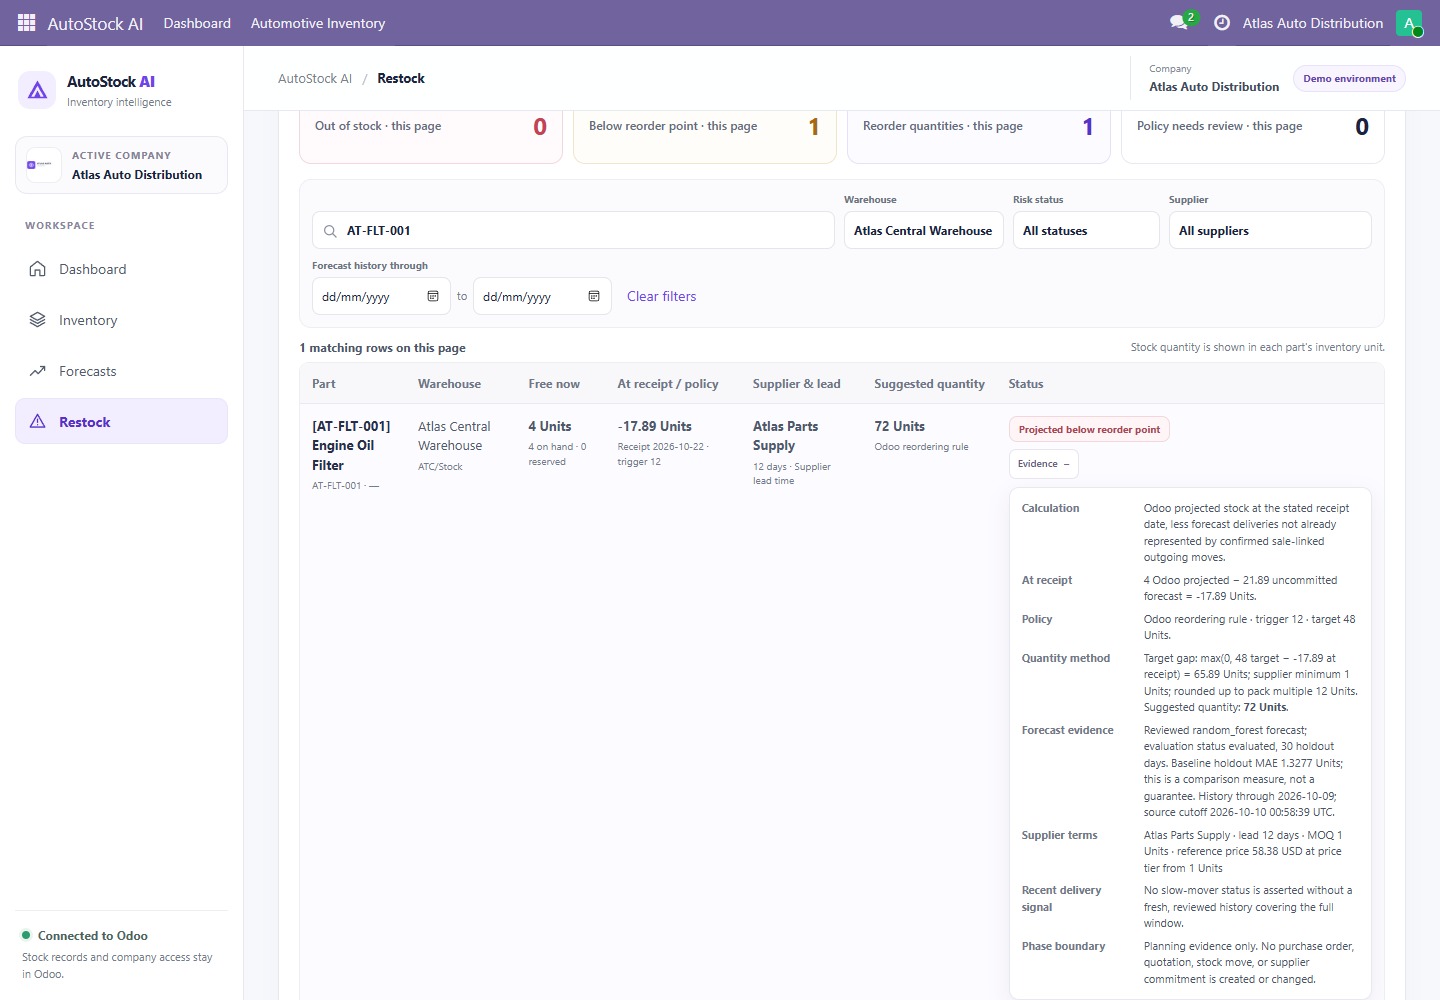 AutoStock AI
Dashboard
Automotive Inventory
2
Atlas Auto Distribution
A
AutoStock AI
Inventory intelligence
ACTIVE COMPANY
Atlas Auto Distribution
WORKSPACE
Dashboard
Inventory
Forecasts
Restock
Connected to Odoo
Stock records and company access stay
in Odoo.
AutoStock AI / Restock
Company
Atlas Auto Distribution
Demo environment
Out of stock · this page
0
Below reorder point · this page
1
Reorder quantities · this page
1
Policy needs review · this page
0
AT-FLT-001
Warehouse
Atlas Central Warehouse
Risk status
All statuses
Supplier
All suppliers
Forecast history through
dd/mm/yyyy
to
dd/mm/yyyy
Clear filters
1 matching rows on this page
Stock quantity is shown in each part's inventory unit.
Part
Warehouse
Free now
At receipt / policy
Supplier & lead
Suggested quantity
Status
[AT-FLT-001]
Engine Oil
Filter
AT-FLT-001 · —
Atlas Central
Warehouse
ATC/Stock
4 Units
4 on hand · 0
reserved
-17.89 Units
Receipt 2026-10-22 ·
trigger 12
Atlas Parts
Supply
12 days · Supplier
lead time
72 Units
Odoo reordering rule
Projected below reorder point
Evidence −
Calculation
Odoo projected stock at the stated receipt
date, less forecast deliveries not already
represented by confirmed sale-linked
outgoing moves.
At receipt
4 Odoo projected − 21.89 uncommitted
forecast = -17.89 Units.
Policy
Odoo reordering rule · trigger 12 · target 48
Units.
Quantity method
Target gap: max(0, 48 target − -17.89 at
receipt) = 65.89 Units; supplier minimum 1
Units; rounded up to pack multiple 12 Units.
Suggested quantity: 72 Units.
Forecast evidence
Reviewed random_forest forecast;
evaluation status evaluated, 30 holdout
days. Baseline holdout MAE 1.3277 Units;
this is a comparison measure, not a
guarantee. History through 2026-10-09;
source cutoff 2026-10-10 00:58:39 UTC.
Supplier terms
Atlas Parts Supply · lead 12 days · MOQ 1
Units · reference price 58.38 USD at price
tier from 1 Units
Recent delivery
signal
No slow-mover status is asserted without a
fresh, reviewed history covering the full
window.
Phase boundary
Planning evidence only. No purchase order,
quotation, stock move, or supplier
commitment is created or changed.